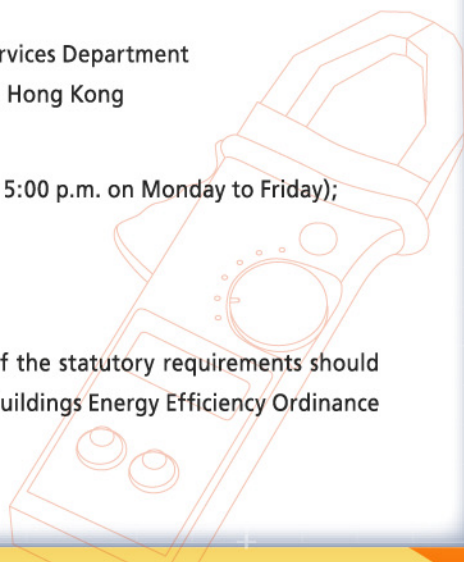 rvices Department
Hong Kong
5:00 p.m. on Monday to Friday);
f the statutory requirements should
uildings Energy Efficiency Ordinance